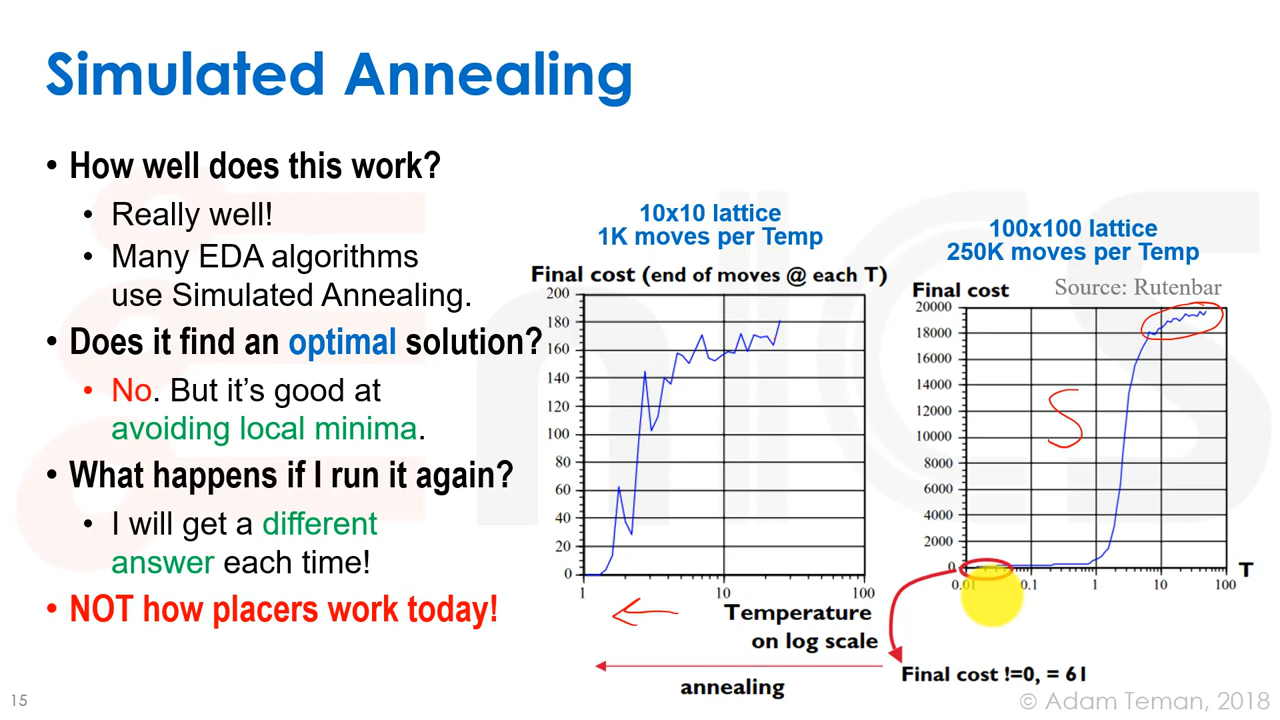 Simulated Annealing
• How well does this work?
• Really well!
• Many EDA algorithms
use Simulated Annealing.
• Does it find an optimal solution?
• No. But it’s good at
avoiding local minima.
• What happens if I run it again?
• I will get a different
answer each time!
• NOT how placers work today!
10x10 lattice
1K moves per Temp
Final cost (end of moves @ each T)
200
180
160
140
120
100
80
60
40
20
0
1 10 100
Temperature
on log scale
annealing
100x100 lattice
250K moves per Temp
Final cost
Source: Rutenbar
20000
18000
16000
14000
12000
10000
8000
6000
4000
2000
0
0.01 0.1 1 10 100
T
S
Final cost !=0, = 61
15
© Adam Teman, 2018